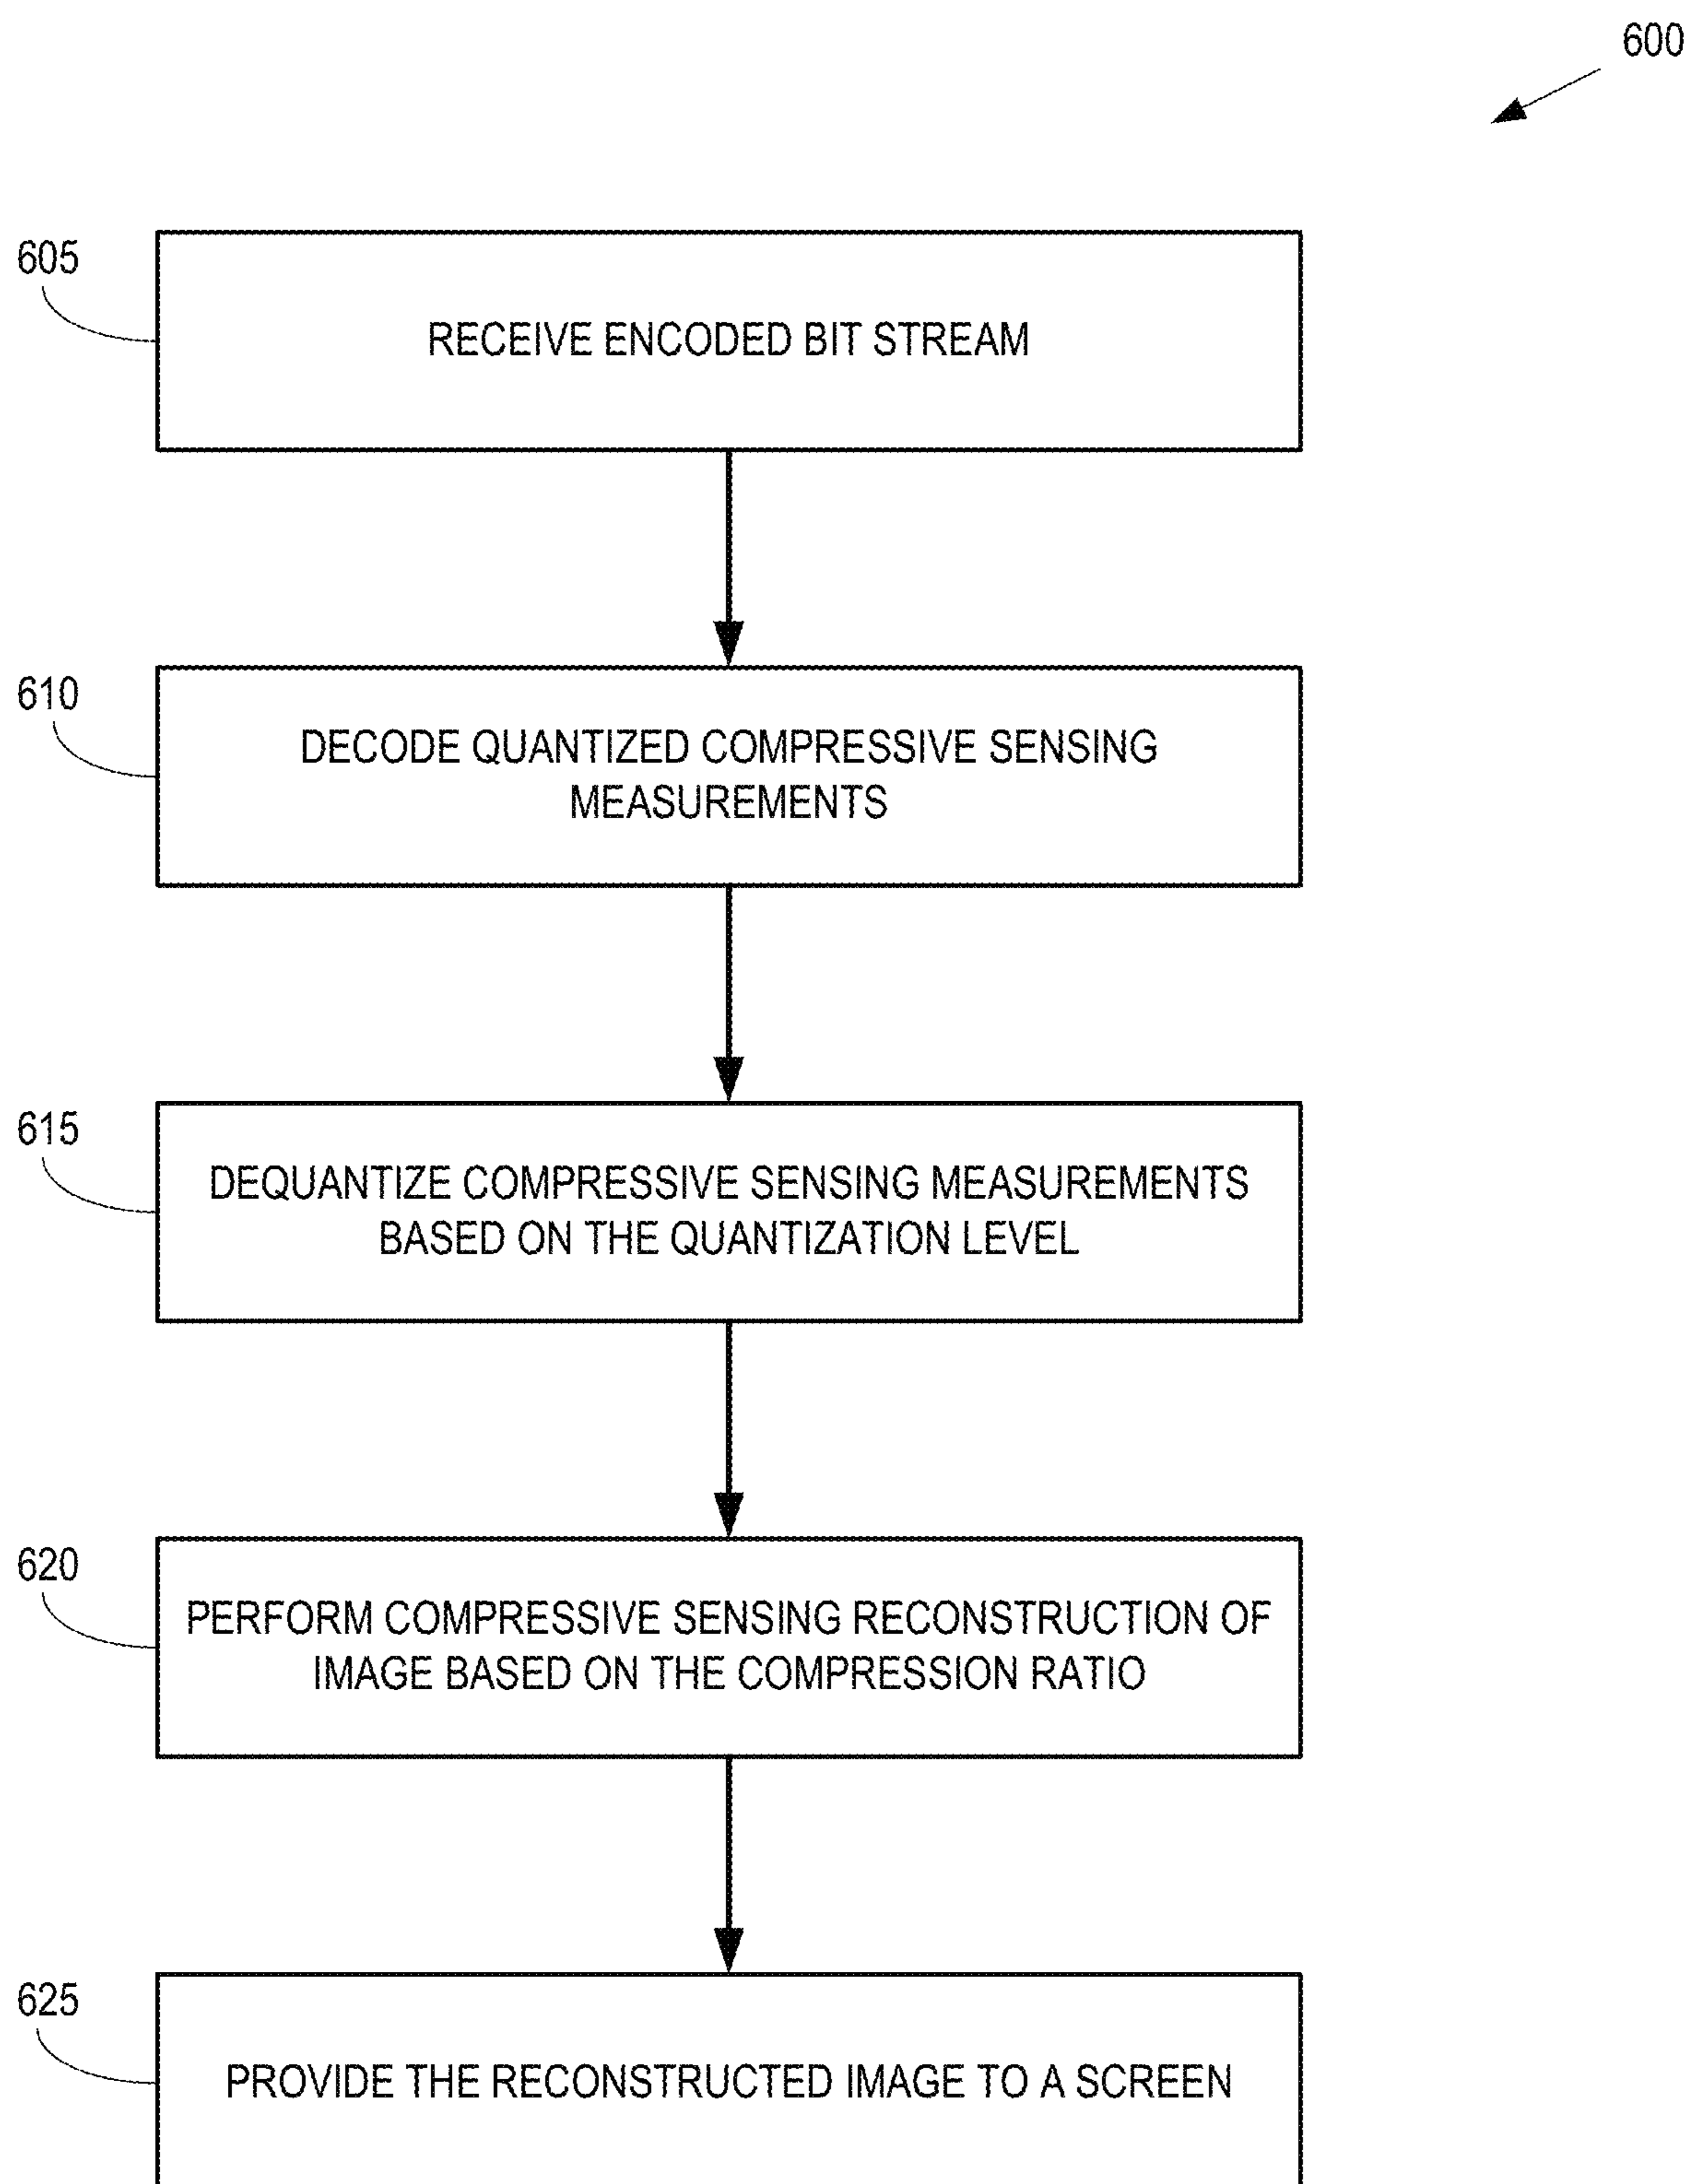 600
605
RECEIVE ENCODED BIT STREAM
610
DECODE QUANTIZED COMPRESSIVE SENSING
MEASUREMENTS
615
DEQUANTIZE COMPRESSIVE SENSING MEASUREMENTS
BASED ON THE QUANTIZATION LEVEL
620
PERFORM COMPRESSIVE SENSING RECONSTRUCTION OF
IMAGE BASED ON THE COMPRESSION RATIO
625
PROVIDE THE RECONSTRUCTED IMAGE TO A SCREEN